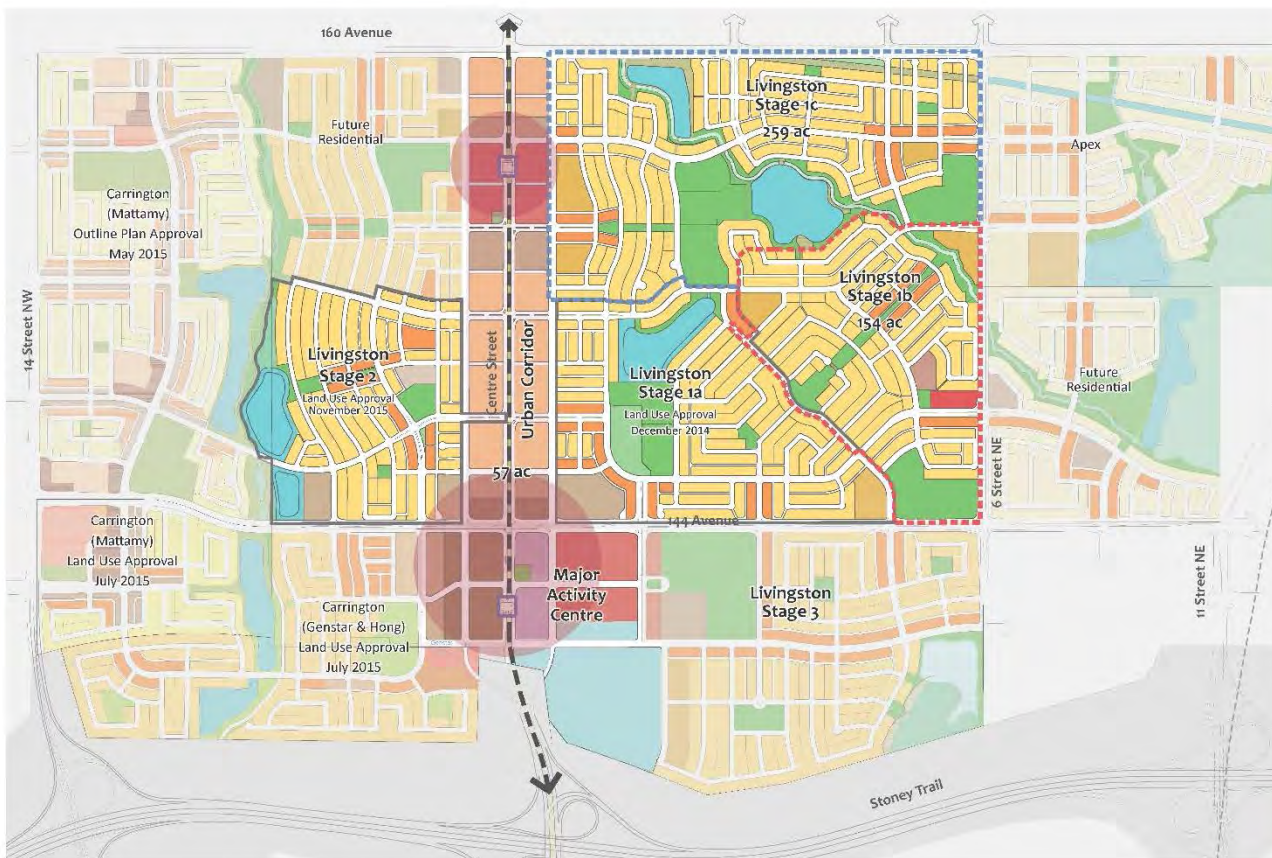 160 Avenue
Livingston
Stage 1c
259 ac
Future
Residential
Apex
Carrington
(Mattamy)
Outline Plan Approval
May 2015
14 Street NW
Livingston
Stage 2
Land Use Approval
November 2015
Centre Street
Urban Corridor
57 ac
Livingston
Stage 1b
154 ac
Livingston
Stage 1a
Land Use Approval
December 2014
Future
Residential
6 Street NE
144 Avenue
Carrington
(Mattamy)
Land Use Approval
July 2015
Carrington
(Genstar & Hong)
Land Use Approval
July 2015
Major
Activity
Centre
Livingston
Stage 3
11 Street NE
Stoney Trail